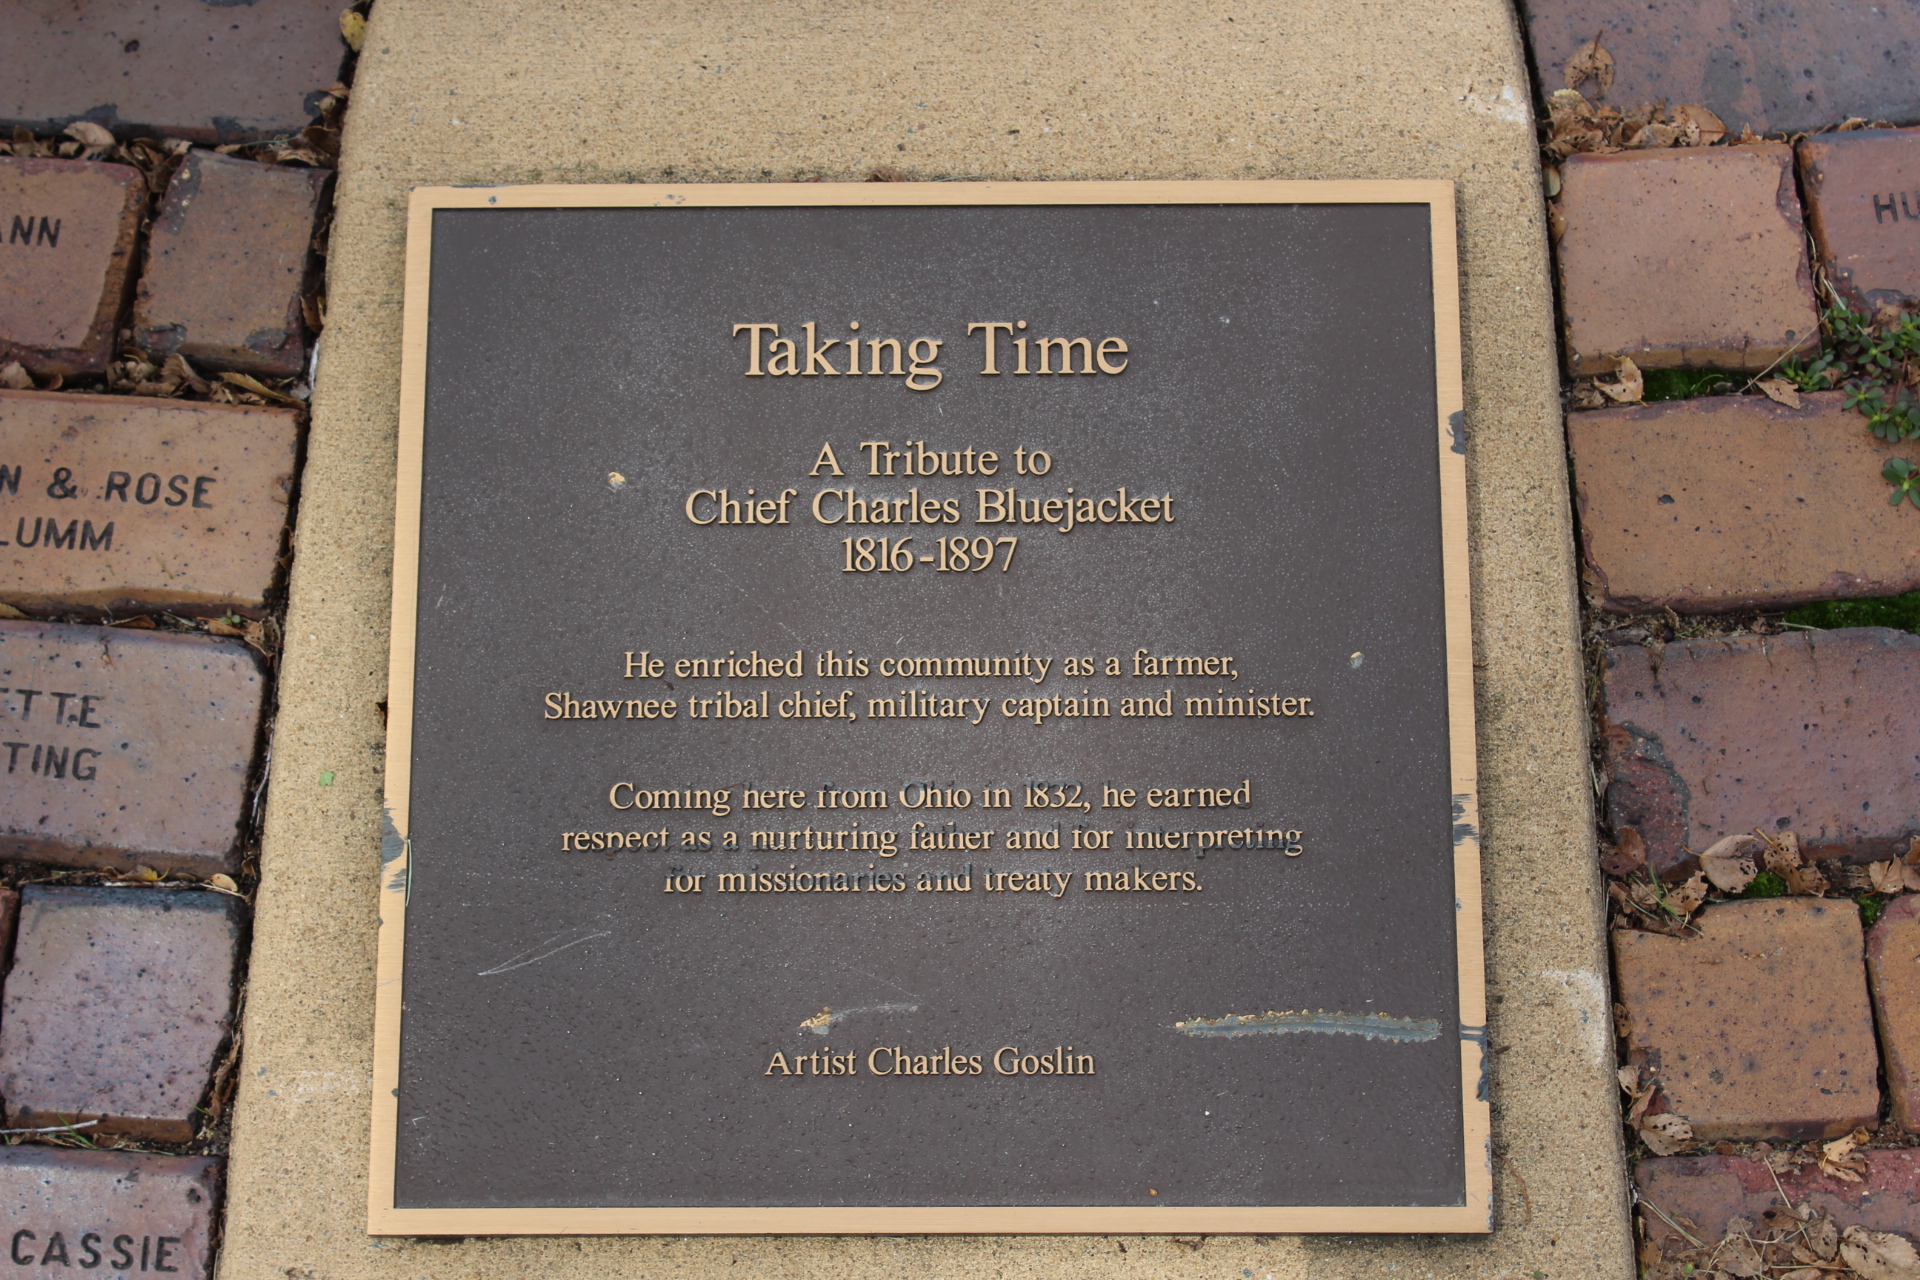 Taking Time
A Tribute to
Chief Charles Bluejacket
1816-1897
He enriched this community as a farmer,
Shawnee tribal chief, military captain and minister.
Coming here from Ohio in 1832, he earned
respect as a nurturing father and for interpreting
for missionaries and treaty makers.
Artist Charles Goslin
ANN
N & ROSE
LUMM
ETTE
TING
CASSIE
HU